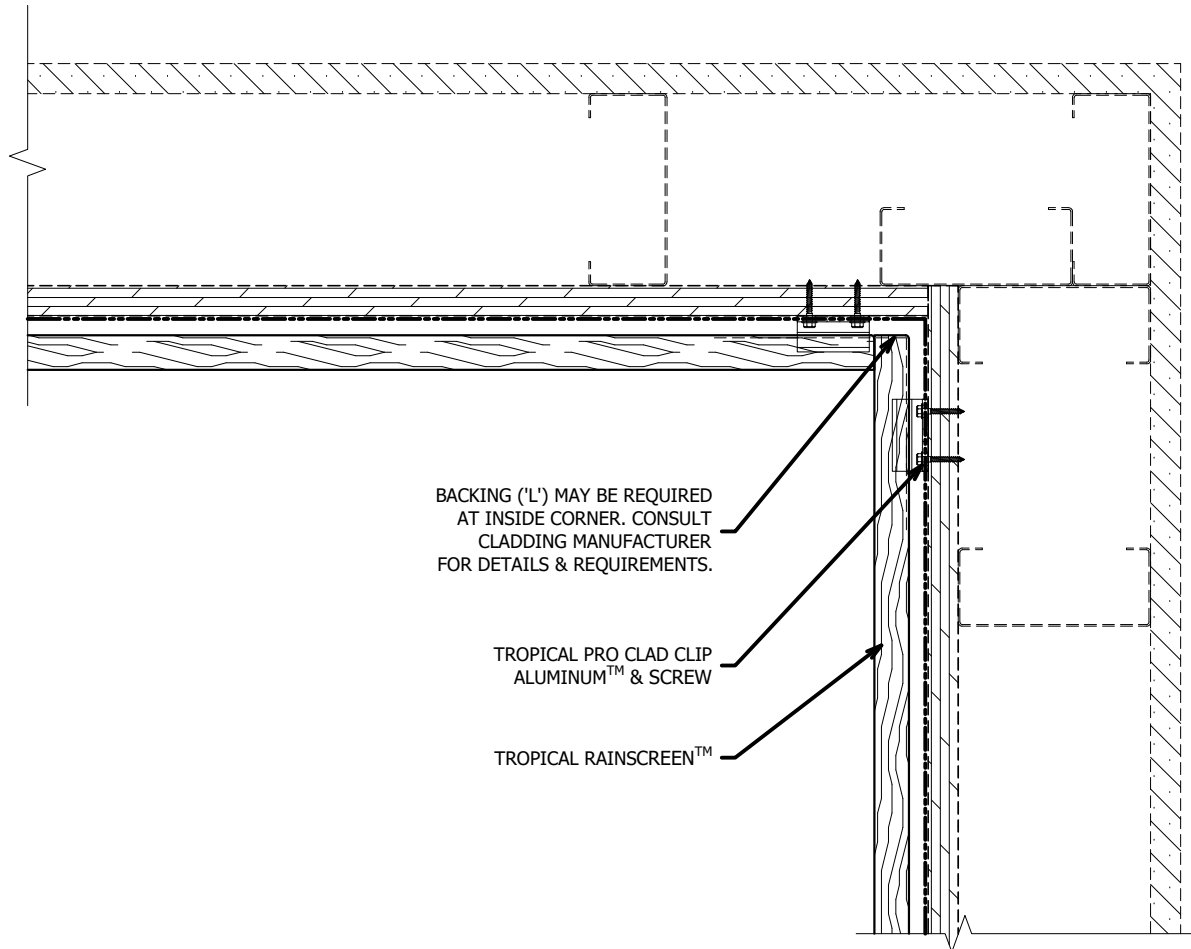 BACKING ('L') MAY BE REQUIRED
AT INSIDE CORNER. CONSULT
CLADDING MANUFACTURER
FOR DETAILS & REQUIREMENTS.
TROPICAL PRO CLAD CLIP
ALUMINUM™ & SCREW
TROPICAL RAINSCREEN™